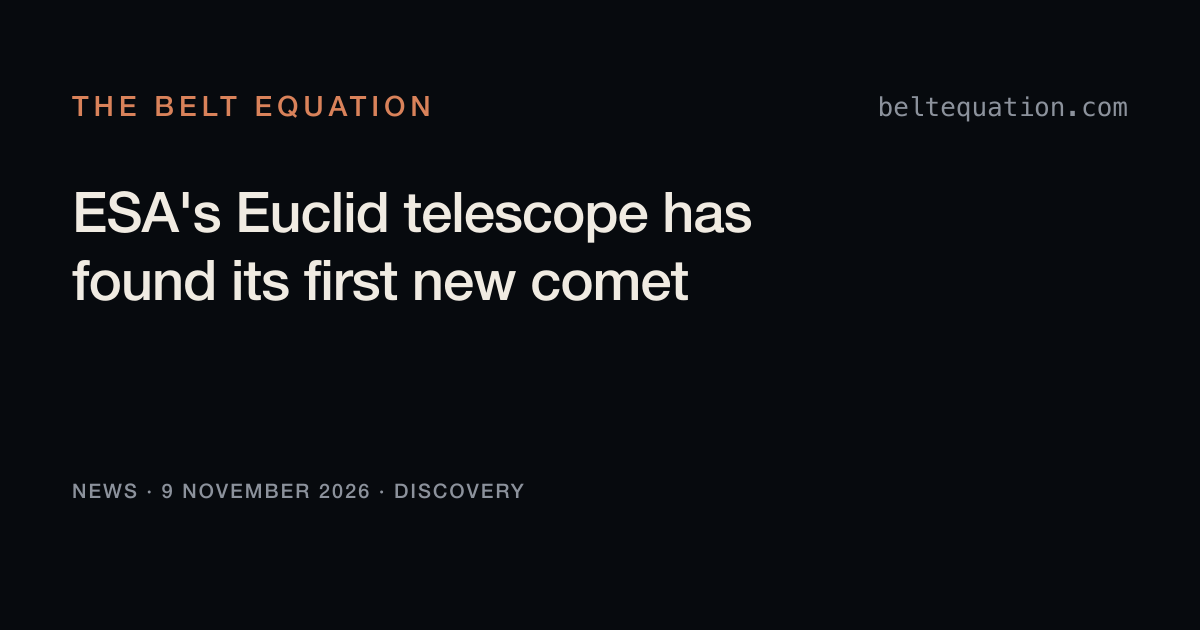 THE BELT EQUATION
beltequation.com
ESA's Euclid telescope has
found its first new comet
NEWS · 9 NOVEMBER 2026 · DISCOVERY